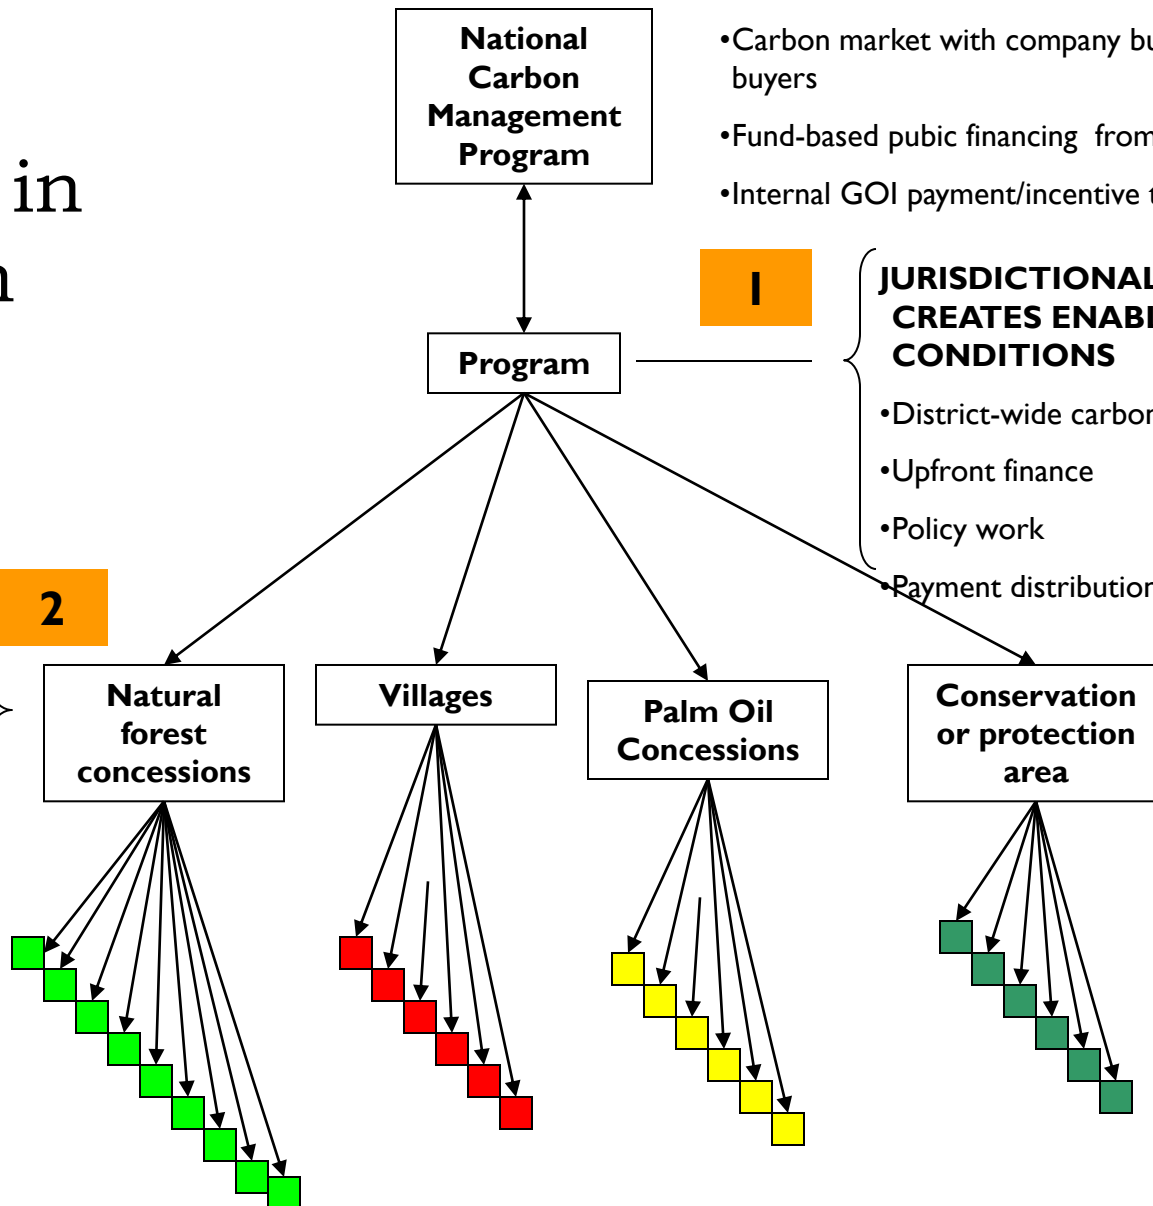 National
Carbon
Management
Program
•Carbon market with company
buyers
•Fund-based pubic financing from
•Internal GOI payment/incentive
in
1
JURISDICTIONAL
CREATES
CONDITIONS
Program
•District-wide
•Upfront finance
•Policy work
•Payment distribution
2
Natural
forest
concessions
Villages
Palm Oil
Concessions
Conservation
or protection
area